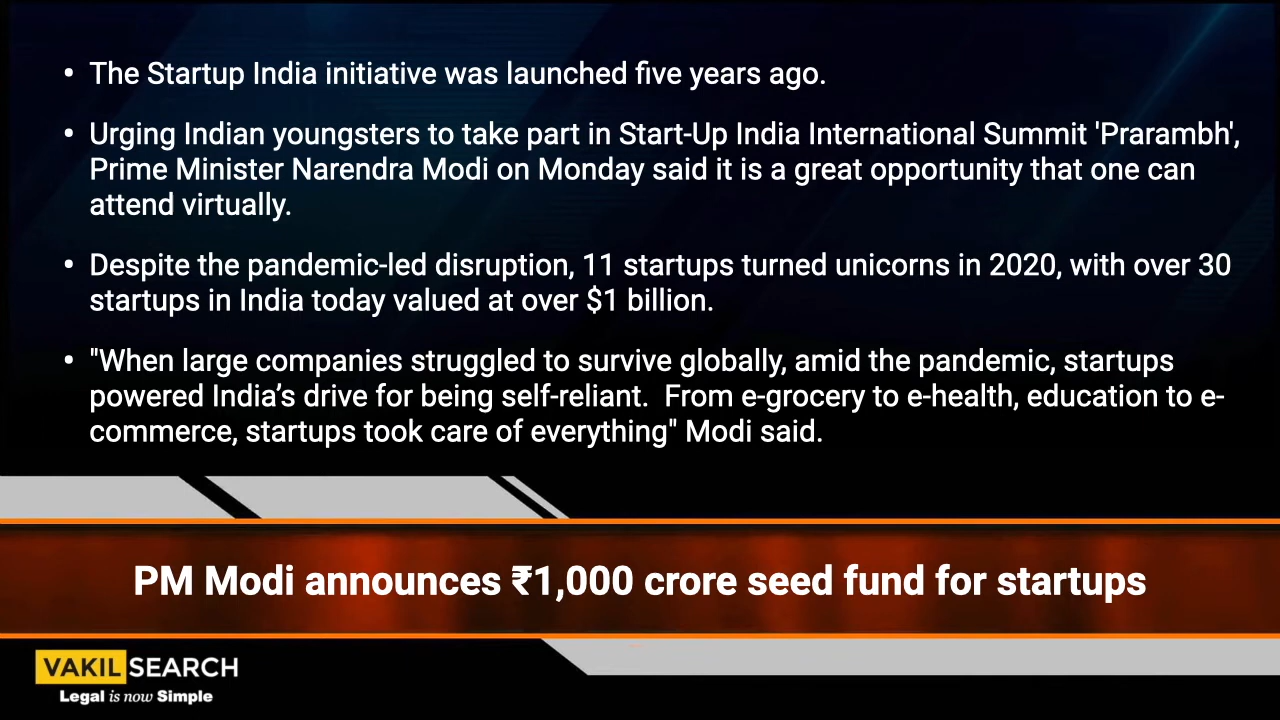 • The Startup India initiative was launched five years ago.
• Urging Indian youngsters to take part in Start-Up India International Summit 'Prarambh',
Prime Minister Narendra Modi on Monday said it is a great opportunity that one can
attend virtually.
• Despite the pandemic-led disruption, 11 startups turned unicorns in 2020, with over 30
startups in India today valued at over $1 billion.
• "When large companies struggled to survive globally, amid the pandemic, startups
powered India’s drive for being self-reliant.  From e-grocery to e-health, education to e-
commerce, startups took care of everything" Modi said.
PM Modi announces ₹1,000 crore seed fund for startups
VAKILSEARCH
Legal is now Simple